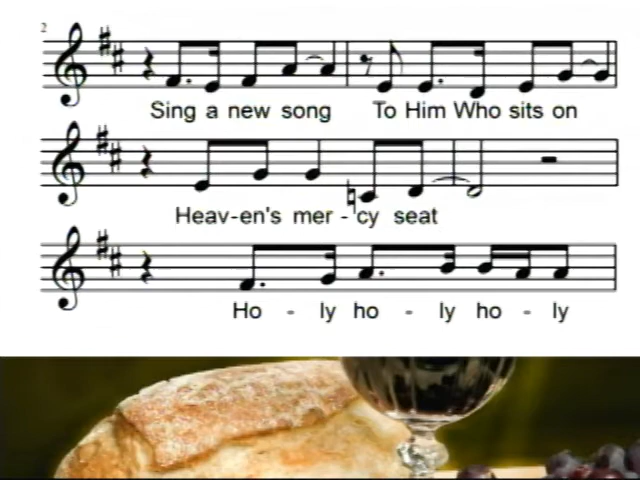 2
Sing a new song To Him Who sits on
Heav-en's mer - cy seat
Ho - ly ho - ly ho - ly